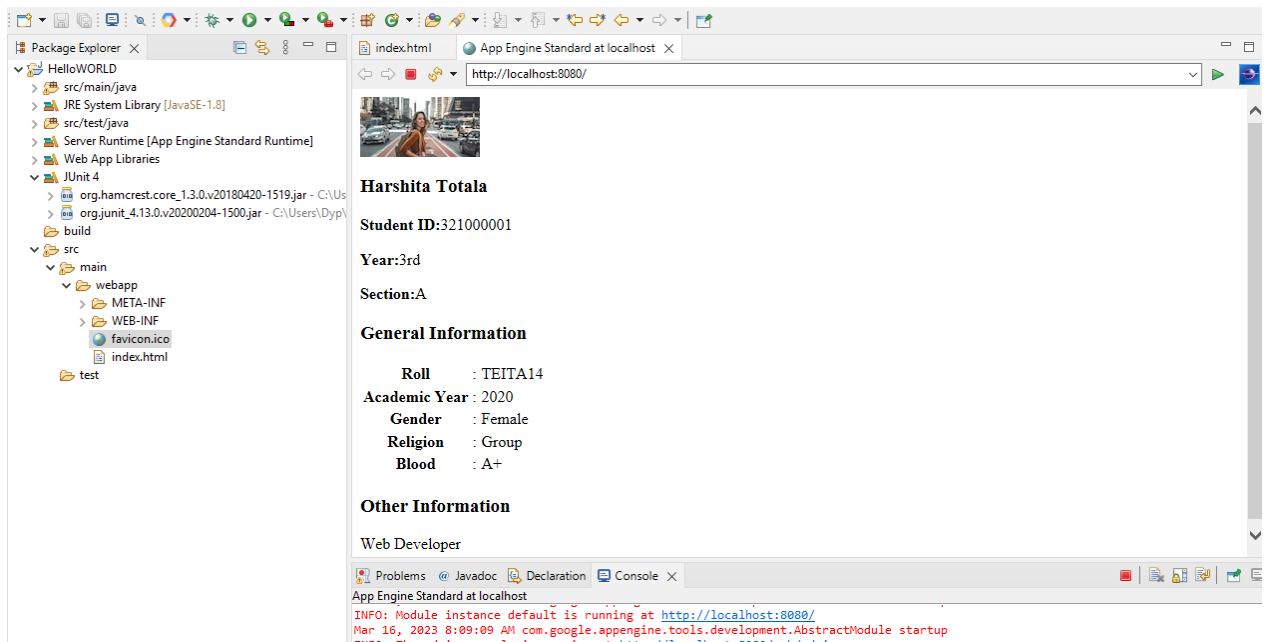 Package Explorer
HelloWORLD
src/main/java
JRE System Library [JavaSE-1.8]
src/test/java
Server Runtime [App Engine Standard Runtime]
Web App Libraries
JUnit 4
org.hamcrest.core_1.3.0.v20180420-1519.jar - C:\Us
org.junit_4.13.0.v20200204-1500.jar - C:\Users\Dyp\
build
src
main
webapp
META-INF
WEB-INF
favicon.ico
index.html
test
index.html App Engine Standard at localhost
http://localhost:8080/
Harshita Totala
Student ID:321000001
Year:3rd
Section:A
General Information
Roll : TEITA14
Academic Year : 2020
Gender : Female
Religion : Group
Blood : A+
Other Information
Web Developer
Problems @ Javadoc Declaration Console
App Engine Standard at localhost
INFO: Module instance default is running at http://localhost:8080/
Mar 16, 2023 8:09:09 AM com.google.appengine.tools.development.AbstractModule startup